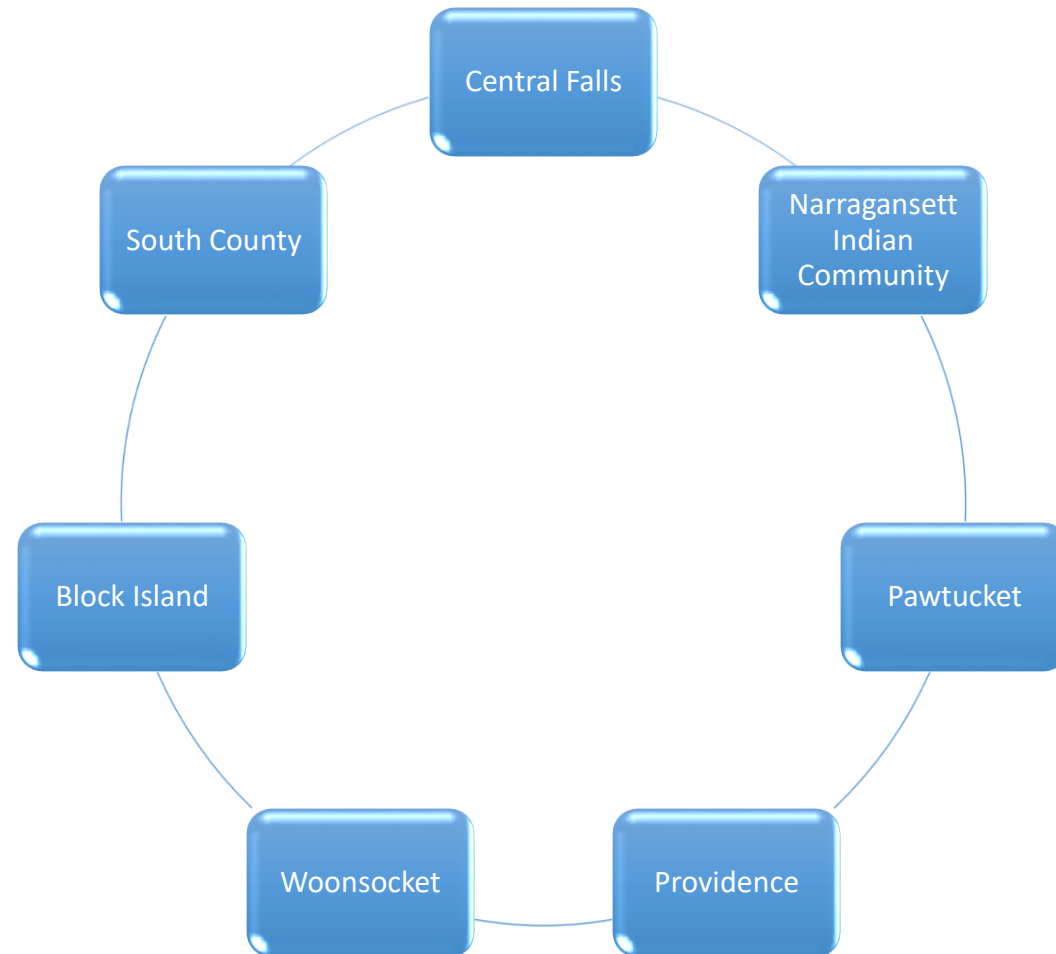 Central Falls
Narragansett
Indian
Community
Pawtucket
Providence
Woonsocket
Block Island
South County